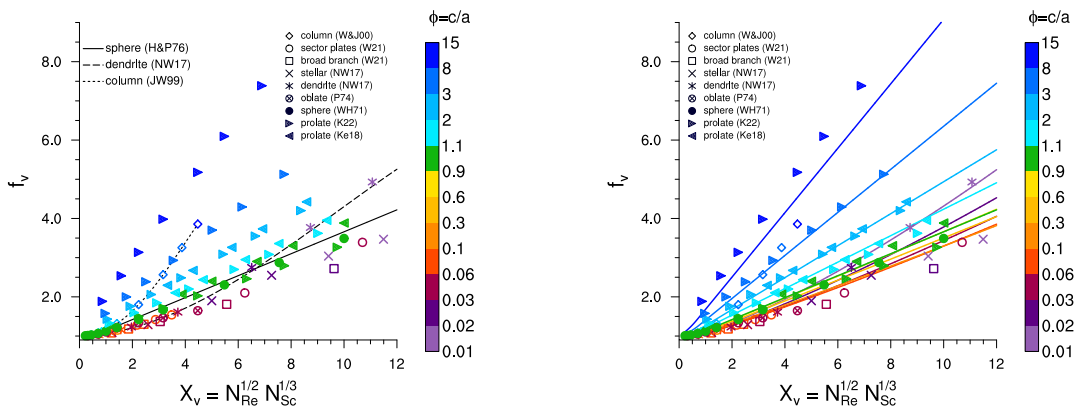 ϕ=c/a
sphere (H&P76)
dendrite (NW17)
column (JW99)
column (W&J00)
sector plates (W21)
broad branch (W21)
stellar (NW17)
dendrite (NW17)
oblate (P74)
sphere (WH71)
prolate (K22)
prolate (Ke18)
15
8
3
2
1.1
0.9
0.6
0.3
0.1
0.06
0.03
0.02
0.01
8.0
6.0
4.0
2.0
f_v
0 2 4 6 8 10 12
X_v = N_Re^1/2 N_Sc^1/3
ϕ=c/a
column (W&J00)
sector plates (W21)
broad branch (W21)
stellar (NW17)
dendrite (NW17)
oblate (P74)
sphere (WH71)
prolate (K22)
prolate (Ke18)
15
8
3
2
1.1
0.9
0.6
0.3
0.1
0.06
0.03
0.02
0.01
8.0
6.0
4.0
2.0
f_v
0 2 4 6 8 10 12
X_v = N_Re^1/2 N_Sc^1/3